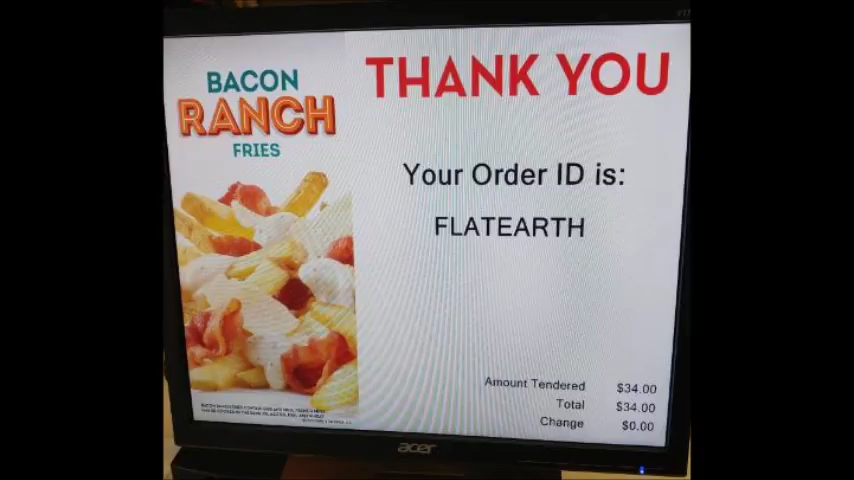 BACON
RANCH
FRIES
THANK YOU
Your Order ID is:
FLATEARTH
Amount Tendered $34.00
Total $34.00
Change $0.00
acer